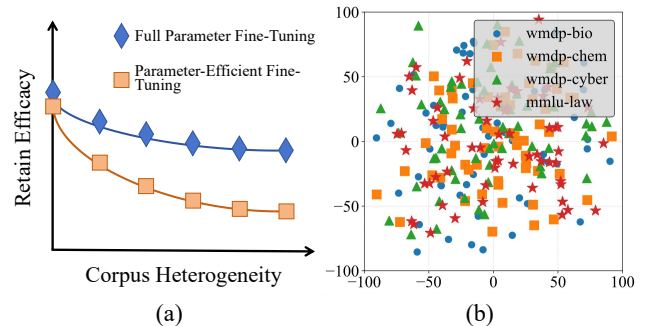 Retain Efficacy
Full Parameter Fine-Tuning
Parameter-Efficient Fine-
Tuning
Corpus Heterogeneity
(a)
100
50
0
−50
−100
wmdp-bio
wmdp-chem
wmdp-cyber
mmlu-law
−100
−50
0
50
100
(b)